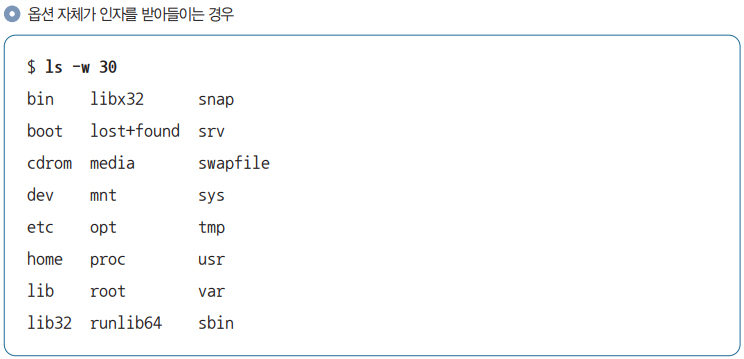 옵션 자체가 인자를 받아들이는 경우
$ ls -w 30
bin libx32 snap
boot lost+found srv
cdrom media swapfile
dev mnt sys
etc opt tmp
home proc usr
lib root var
lib32 runlib64 sbin